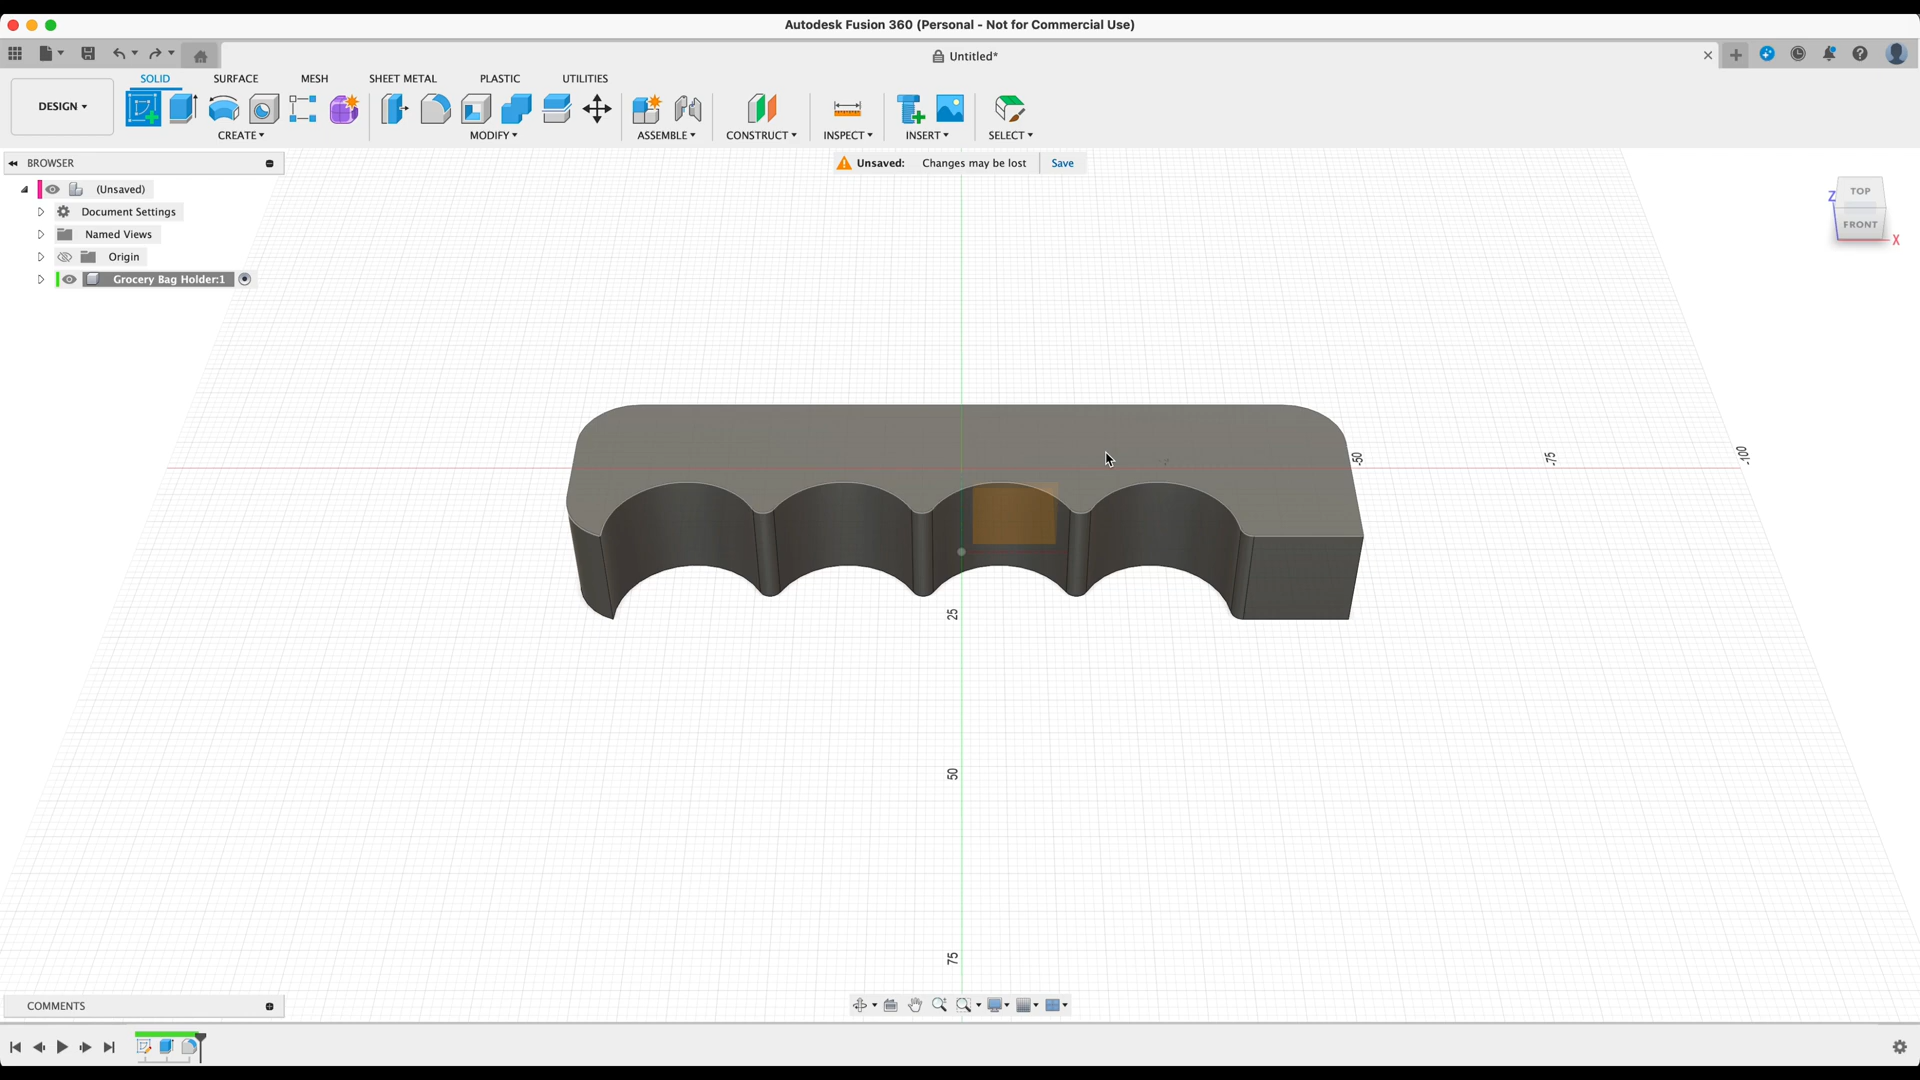 Autodesk Fusion 360 (Personal - Not for Commercial Use)
Untitled*
SOLID SURFACE MESH SHEET METAL PLASTIC UTILITIES
DESIGN
CREATE MODIFY ASSEMBLE CONSTRUCT INSPECT INSERT SELECT
BROWSER
Unsaved: Changes may be lost Save
(Unsaved)
Document Settings
Named Views
Origin
Grocery Bag Holder:1
TOP
FRONT
Z
X
-50
-75
-100
25
50
75
COMMENTS